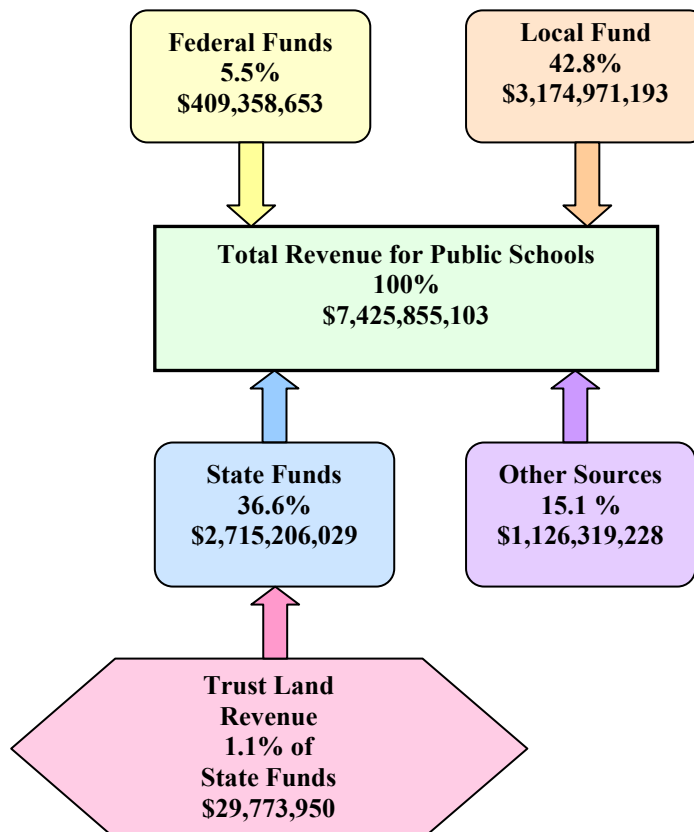 Federal Funds
5.5%
$409,358,653
Local Fund
42.8%
$3,174,971,193
Total Revenue for Public Schools
100%
$7,425,855,103
State Funds
36.6%
$2,715,206,029
Other Sources
15.1 %
$1,126,319,228
Trust Land
Revenue
1.1% of
State Funds
$29,773,950